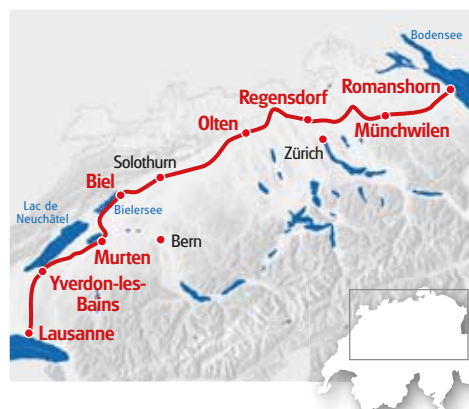 Bodensee
Romanshorn
Regensdorf
Olten
Münchwilen
Zürich
Solothurn
Biel
Lac de
Neuchâtel
Bielersee
Bern
Murten
Yverdon-les-
Bains
Lausanne